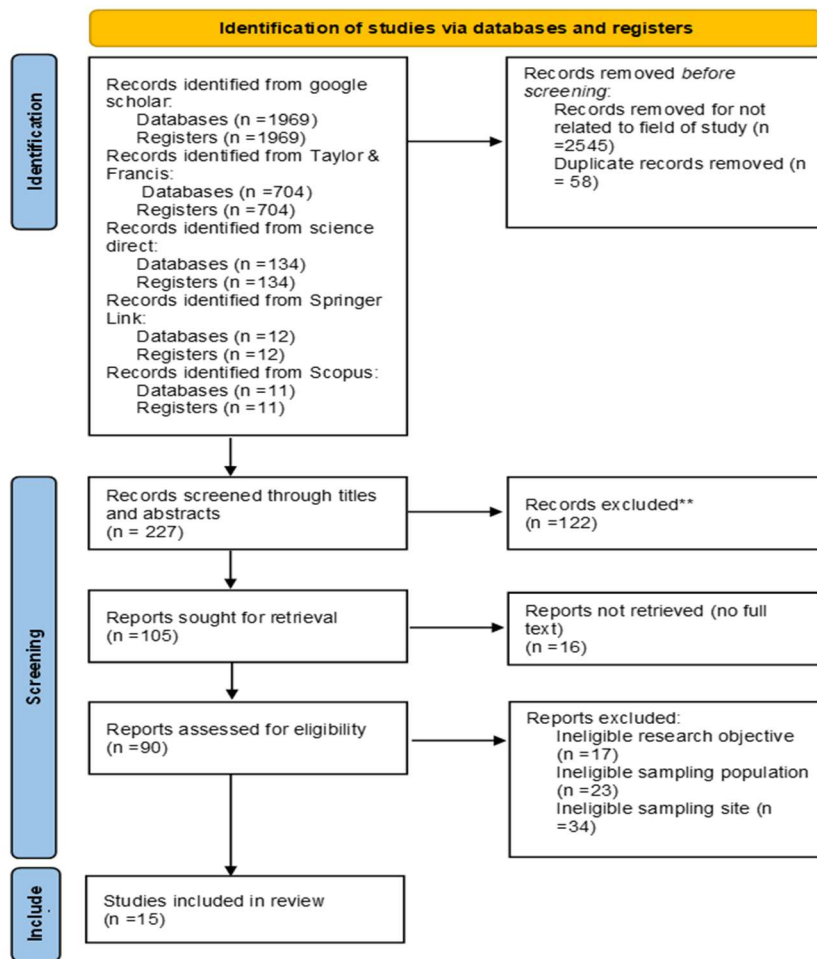 Identification of studies via databases and registers
Identification
Records identified from google
scholar:
Databases (n =1969)
Registers (n =1969)
Records identified from Taylor &
Francis:
Databases (n =704)
Registers (n =704)
Records identified from science
direct:
Databases (n =134)
Registers (n =134)
Records identified from Springer
Link:
Databases (n =12)
Registers (n =12)
Records identified from Scopus:
Databases (n =11)
Registers (n =11)
Records removed before
screening:
Records removed for not
related to field of study (n
=2545)
Duplicate records removed (n
= 58)
Screening
Records screened through titles
and abstracts
(n = 227)
Records excluded**
(n =122)
Reports sought for retrieval
(n =105)
Reports not retrieved (no full
text)
(n =16)
Reports assessed for eligibility
(n =90)
Reports excluded:
Ineligible research objective
(n =17)
Ineligible sampling population
(n =23)
Ineligible sampling site (n
=34)
Include
Studies included in review
(n =15)